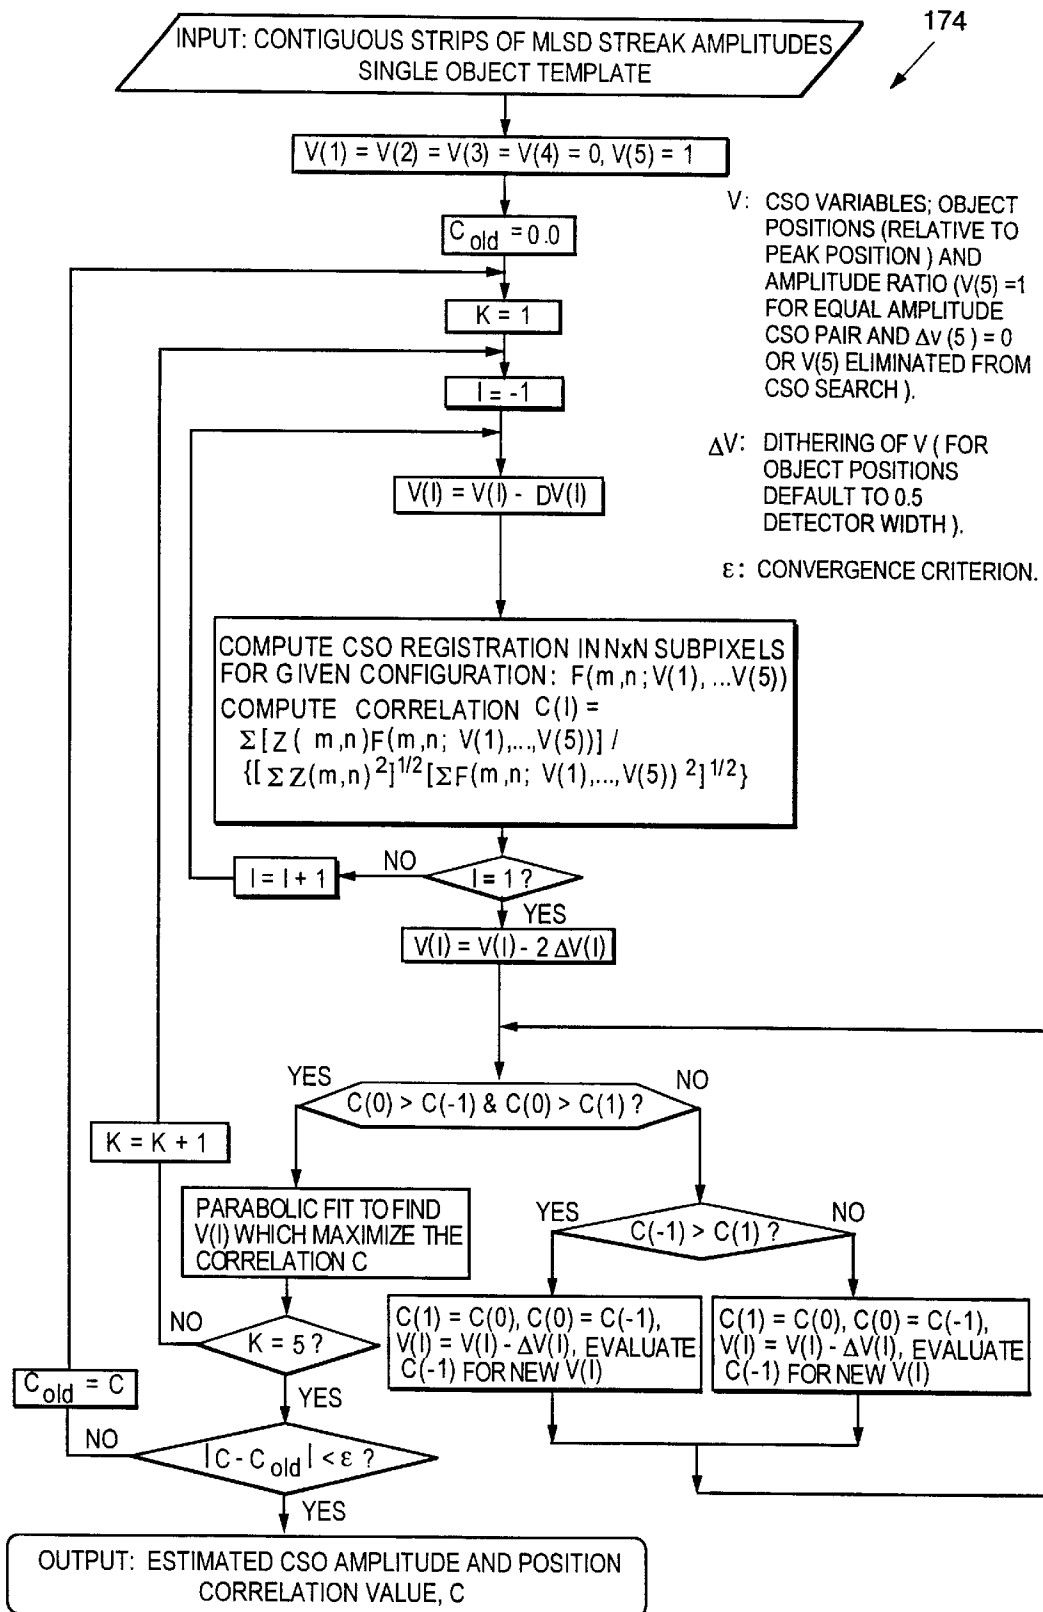 174
INPUT: CONTIGUOUS STRIPS OF MLSD STREAK AMPLITUDES
SINGLE OBJECT TEMPLATE
V(1) = V(2) = V(3) = V(4) = 0, V(5) = 1
C old = 0.0
K = 1
I = -1
V(I) = V(I) - DV(I)
V: CSO VARIABLES; OBJECT
POSITIONS (RELATIVE TO
PEAK POSITION ) AND
AMPLITUDE RATIO (V(5) =1
FOR EQUAL AMPLITUDE
CSO PAIR AND Δv (5 ) = 0
OR V(5) ELIMINATED FROM
CSO SEARCH ).
ΔV: DITHERING OF V ( FOR
OBJECT POSITIONS
DEFAULT TO 0.5
DETECTOR WIDTH ).
ε: CONVERGENCE CRITERION.
COMPUTE CSO REGISTRATION IN NxN SUBPIXELS
FOR GIVEN CONFIGURATION: F(m,n; V(1), ...V(5))
COMPUTE CORRELATION C(I) =
Σ[Z( m,n)F(m,n; V(1),...,V(5))] /
{[ΣZ(m,n)²]^1/2 [ΣF(m,n; V(1),...,V(5))²]^1/2}
I = I + 1
NO
I = 1 ?
YES
V(I) = V(I) - 2 ΔV(I)
YES
C(0) > C(-1) & C(0) > C(1) ?
NO
K = K + 1
PARABOLIC FIT TO FIND
V(I) WHICH MAXIMIZE THE
CORRELATION C
YES
C(-1) > C(1) ?
NO
C(1) = C(0), C(0) = C(-1),
V(I) = V(I) - ΔV(I), EVALUATE
C(-1) FOR NEW V(I)
C(1) = C(0), C(0) = C(-1),
V(I) = V(I) - ΔV(I), EVALUATE
C(-1) FOR NEW V(I)
NO
K = 5 ?
YES
C old = C
NO
|C - C old| < ε ?
YES
OUTPUT: ESTIMATED CSO AMPLITUDE AND POSITION
CORRELATION VALUE, C